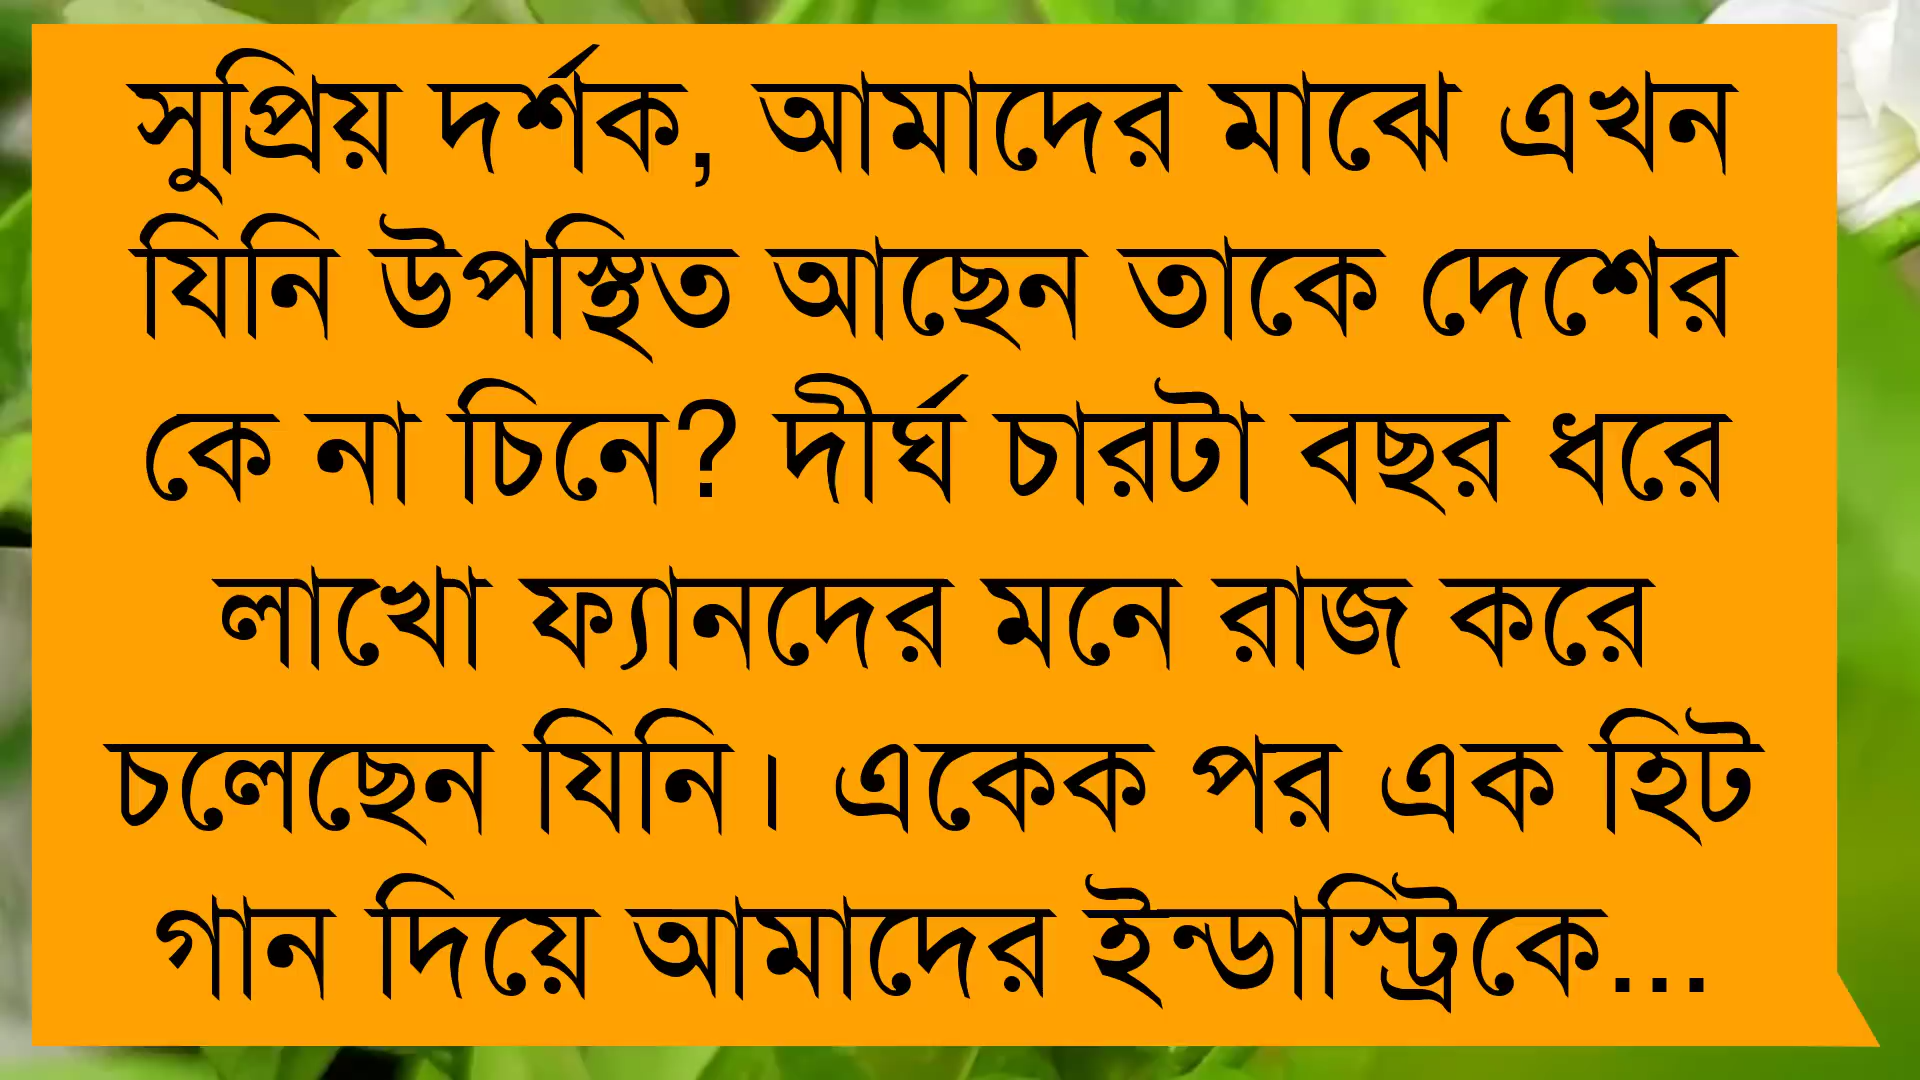 সুপ্রিয় দর্শক, আমাদের মাঝে এখন
যিনি উপস্থিত আছেন তাকে দেশের
কে না চিনে? দীর্ঘ চারটা বছর ধরে
লাখো ফ্যানদের মনে রাজ করে
চলেছেন যিনি। একেক পর এক হিট
গান দিয়ে আমাদের ইন্ডাস্ট্রিকে...